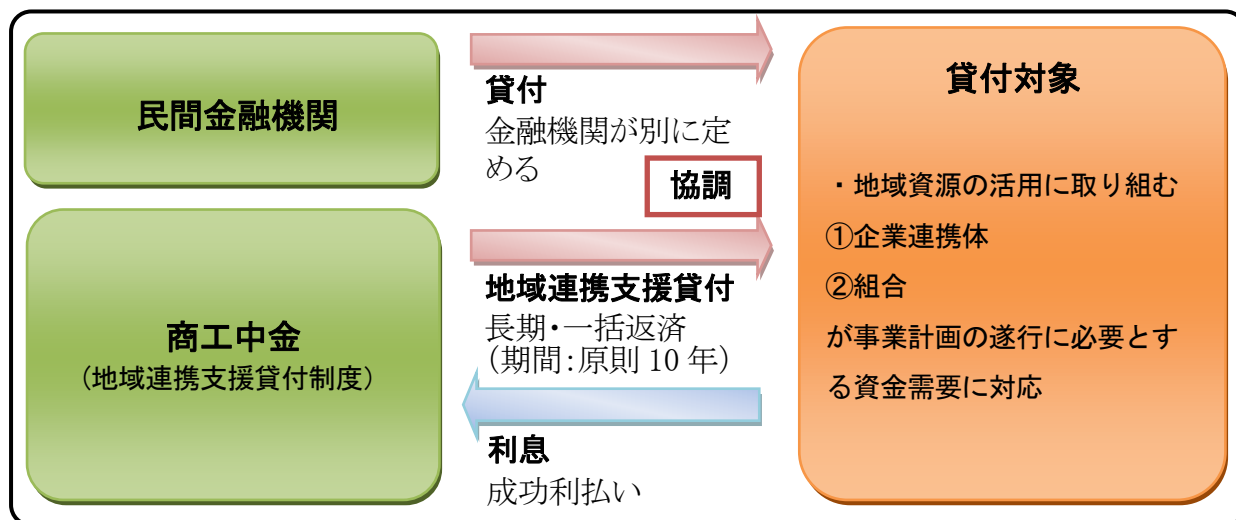 民間金融機関
貸付
金融機関が別に定
める
協調
商工中金
(地域連携支援貸付制度)
地域連携支援貸付
長期・一括返済
(期間:原則 10 年)
利息
成功利払い
貸付対象
・地域資源の活用に取り組む
①企業連携体
②組合
が事業計画の遂行に必要とす
る資金需要に対応